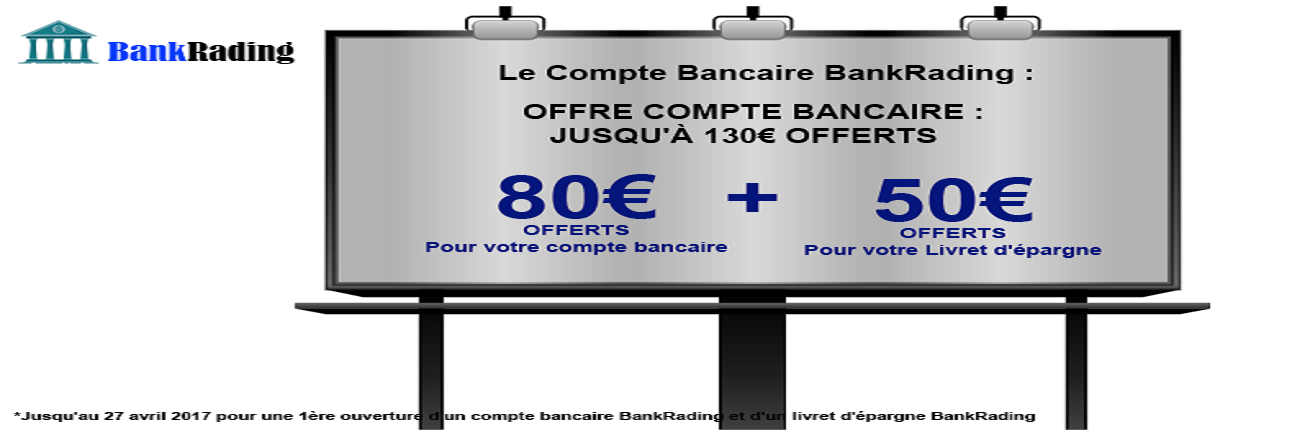 BankRading
Le Compte Bancaire BankRading :
OFFRE COMPTE BANCAIRE :
JUSQU'À 130€ OFFERTS
80€ + 50€
OFFERTS OFFERTS
Pour votre compte bancaire Pour votre Livret d'épargne
*Jusqu'au 27 avril 2017 pour une 1ère ouverture d'un compte bancaire BankRading et d'un livret d'épargne BankRading